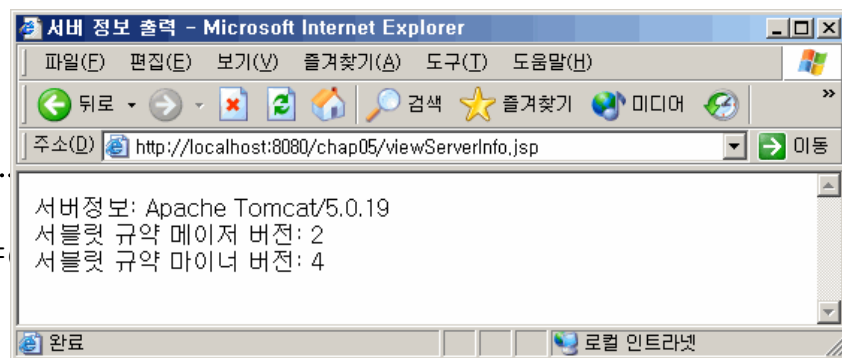 서버 정보 출력 - Microsoft Internet Explorer
파일(F) 편집(E) 보기(V) 즐겨찾기(A) 도구(T) 도움말(H)
뒤로 검색 즐겨찾기 미디어 »
주소(D) http://localhost:8080/chap05/viewServerInfo.jsp 이동
서버정보: Apache Tomcat/5.0.19
서블릿 규약 메이저 버전: 2
서블릿 규약 마이너 버전: 4
완료 로컬 인트라넷